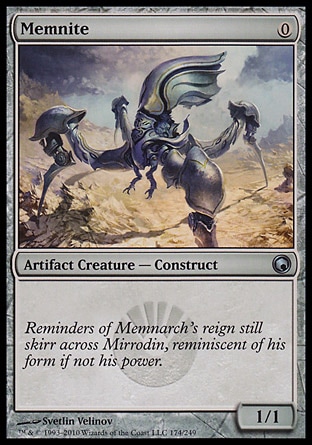 Memnite 0
Artifact Creature — Construct
Reminders of Memnarch's reign still
skirr across Mirrodin, reminiscent of his
form if not his power.
Svetlin Velinov
™ & © 1993–2010 Wizards of the Coast LLC 174/249
1/1